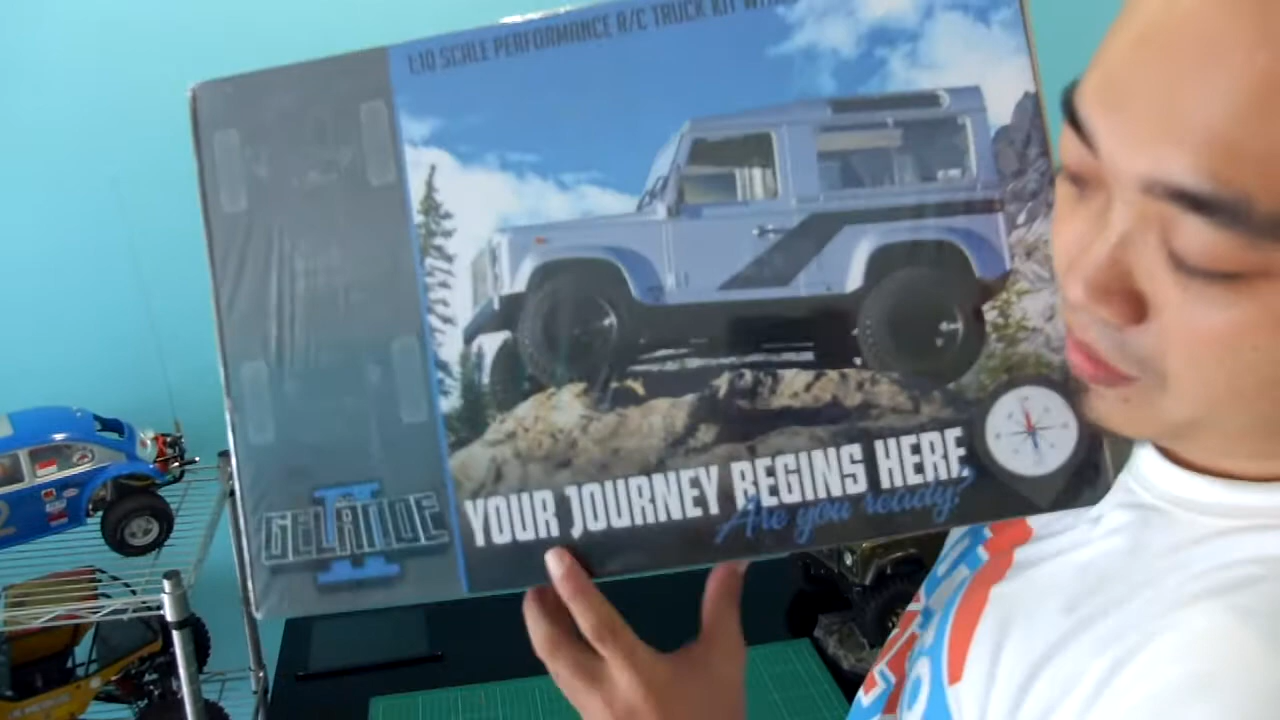 1:10 SCALE PERFORMANCE R/C TRUCK KIT
GELANDE
II
YOUR JOURNEY BEGINS HERE
Are you ready?